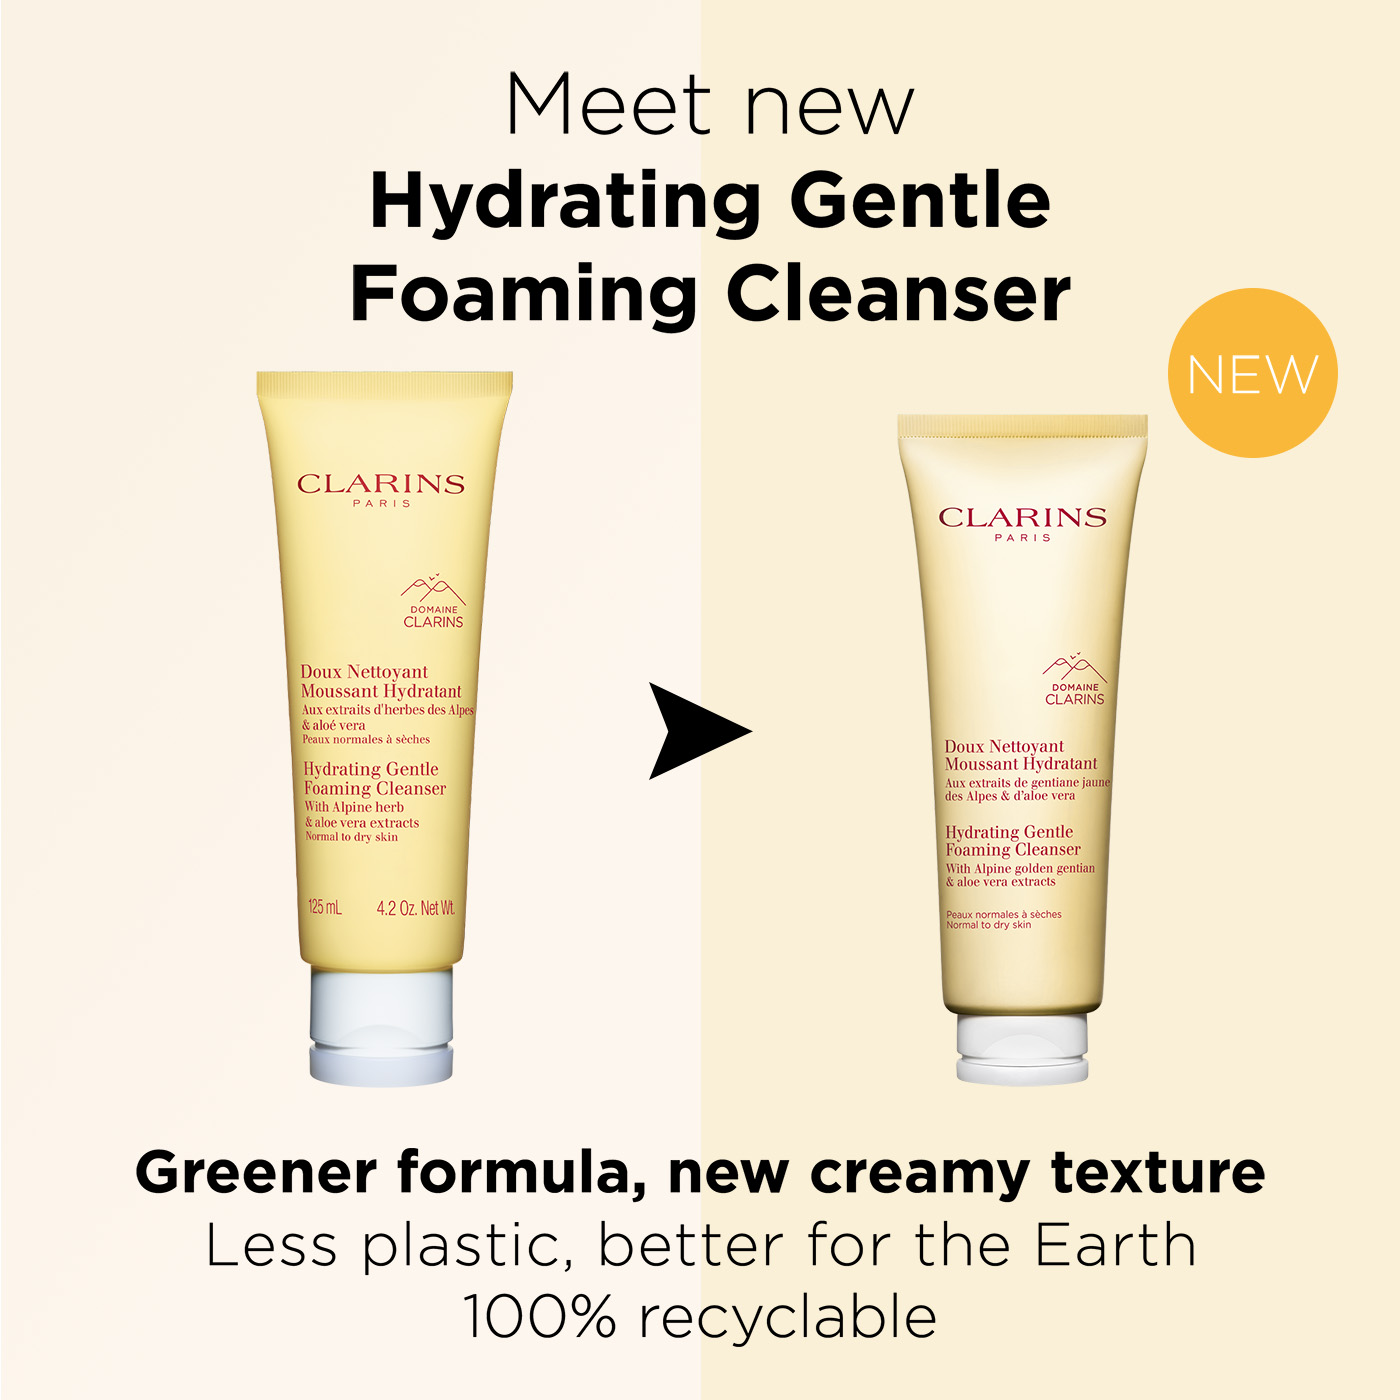 Meet new
Hydrating Gentle
Foaming Cleanser
NEW
CLARINS
PARIS
DOMAINE
CLARINS
Doux Nettoyant
Moussant Hydratant
Aux extraits d'herbes des Alpes
& aloé vera
Peaux normales à sèches
Hydrating Gentle
Foaming Cleanser
With Alpine herb
& aloe vera extracts
Normal to dry skin
125 mL 4.2 Oz. Net Wt.
CLARINS
PARIS
DOMAINE
CLARINS
Doux Nettoyant
Moussant Hydratant
Aux extraits de gentiane jaune
des Alpes & d'aloe vera
Hydrating Gentle
Foaming Cleanser
With Alpine golden gentian
& aloe vera extracts
Peaux normales à sèches
Normal to dry skin
Greener formula, new creamy texture
Less plastic, better for the Earth
100% recyclable